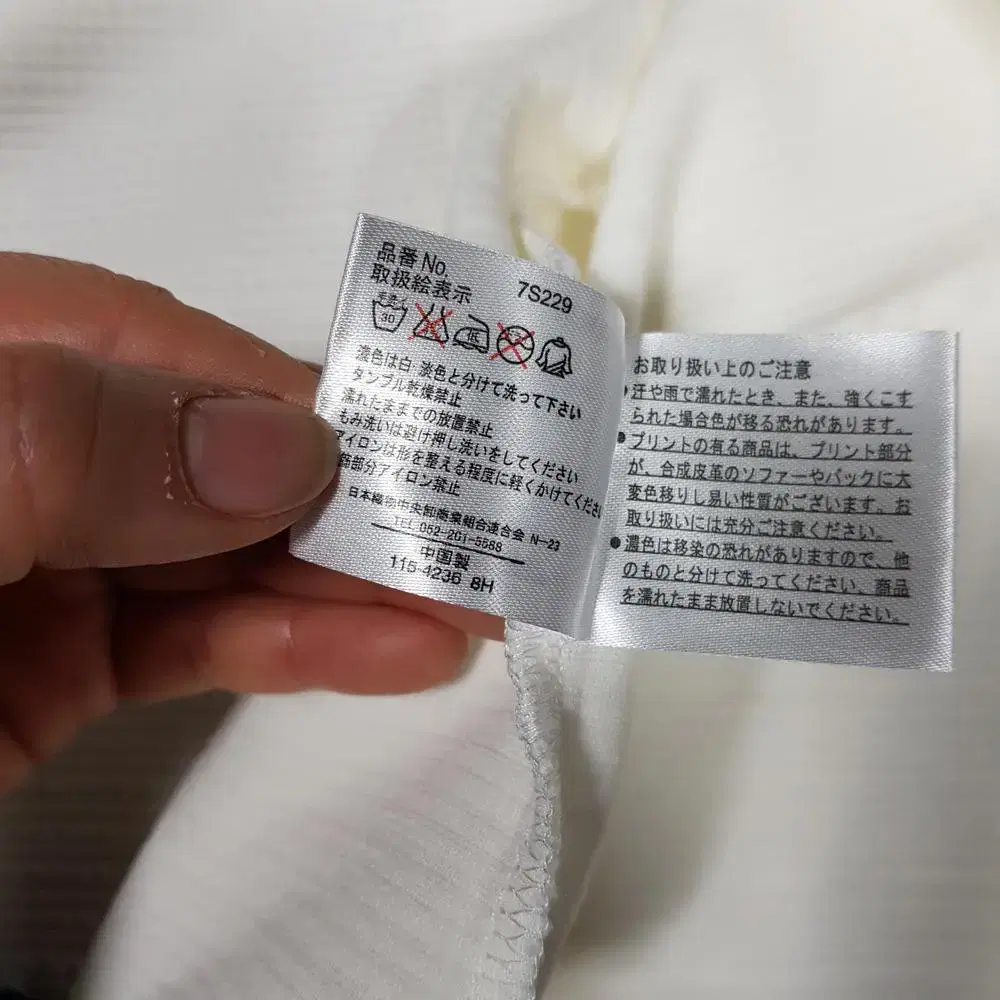 品番No. 7S229
取扱絵表示
手洗イ
30
低
濃色は白 淡色と分けて洗って下さい
タンブル乾燥禁止
濡れたままでの放置禁止
もみ洗いは避け押し洗いをしてください
アイロンは形を整える程度に軽くかけてくださ
部分アイロン禁止
日本織物中央卸商業組合連合会 N-23
TEL 052-201-5588
中国製
115-4236 8H
お取り扱い上のご注意
●汗や雨で濡れたとき、また、強くこす
られた場合色が移る恐れがあります。
●プリントの有る商品は、プリント部分
が、合成皮革のソファーやバックに大
変色移りし易い性質がございます。お
取り扱いには充分ご注意ください。
●濃色は移染の恐れがありますので、他
のものと分けて洗ってください、商品
を濡れたまま放置しないでください。